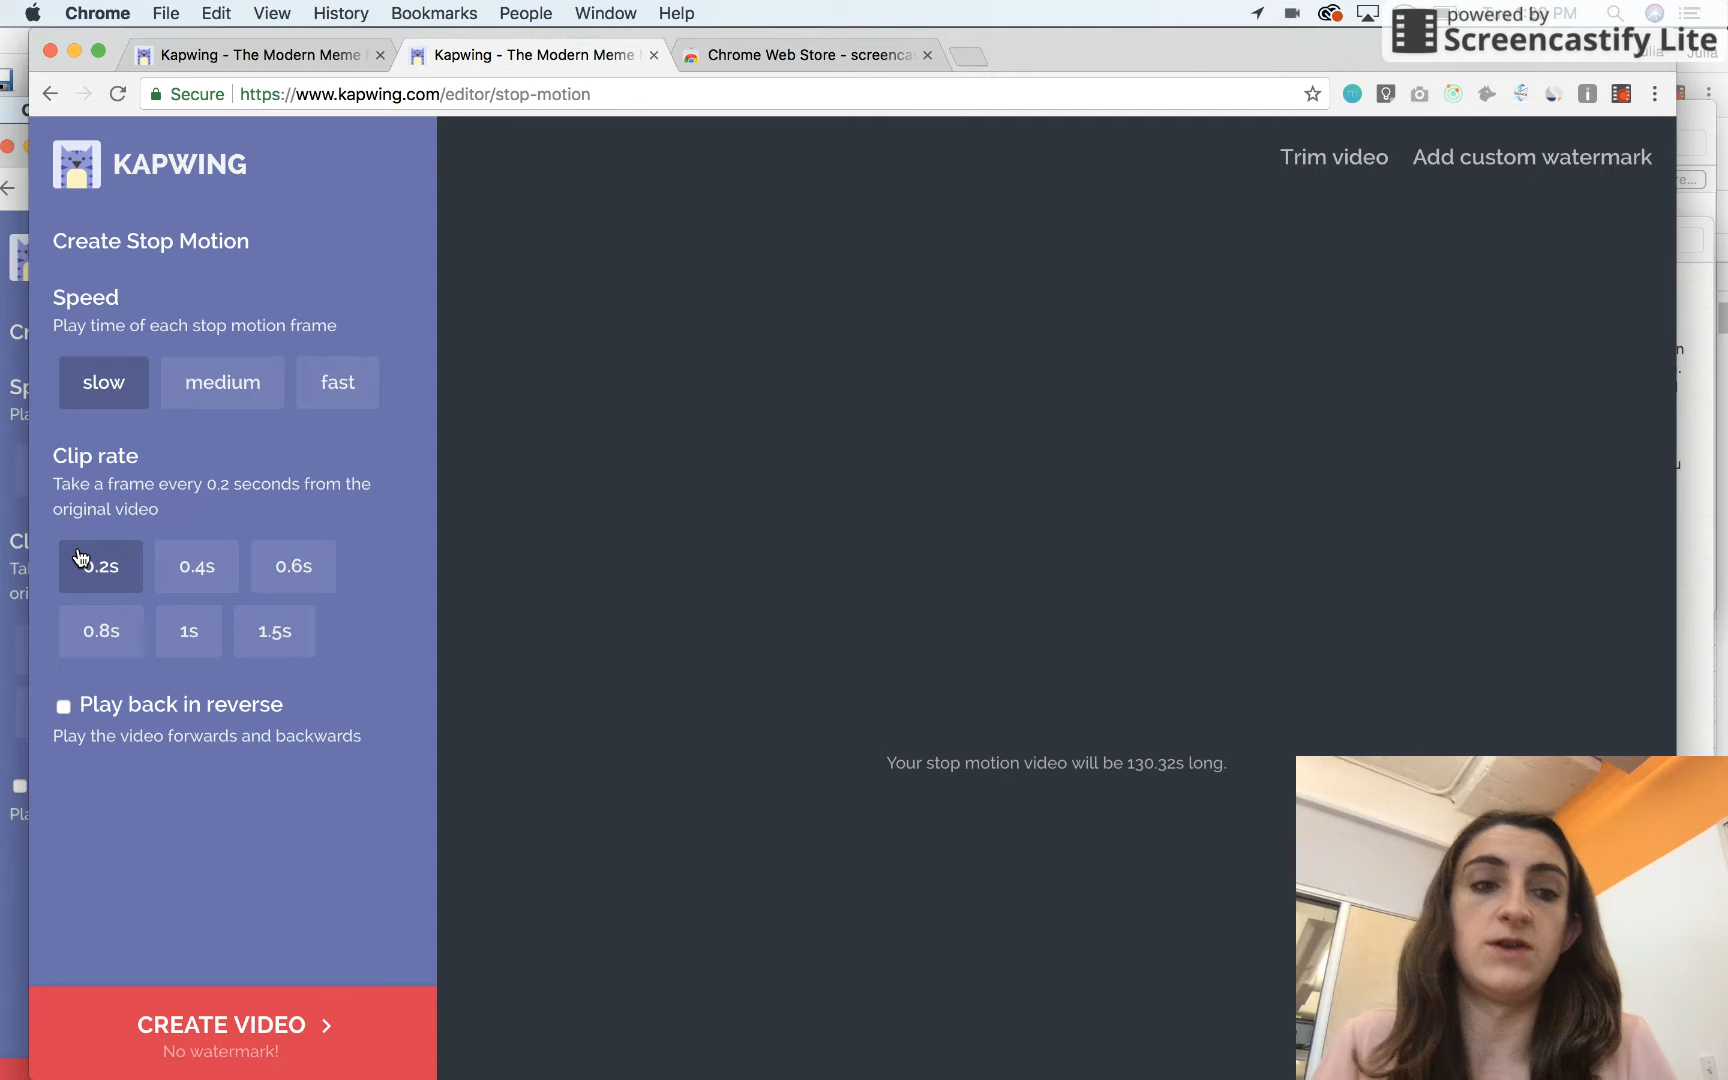 Chrome File Edit View History Bookmarks People Window Help
powered by
Screencastify Lite
Kapwing - The Modern Meme
Kapwing - The Modern Meme
Chrome Web Store - screenca
Secure https://www.kapwing.com/editor/stop-motion
KAPWING
Trim video Add custom watermark
Create Stop Motion
Speed
Play time of each stop motion frame
slow medium fast
Clip rate
Take a frame every 0.2 seconds from the
original video
0.2s 0.4s 0.6s
0.8s 1s 1.5s
Play back in reverse
Play the video forwards and backwards
Your stop motion video will be 130.32s long.
CREATE VIDEO >
No watermark!